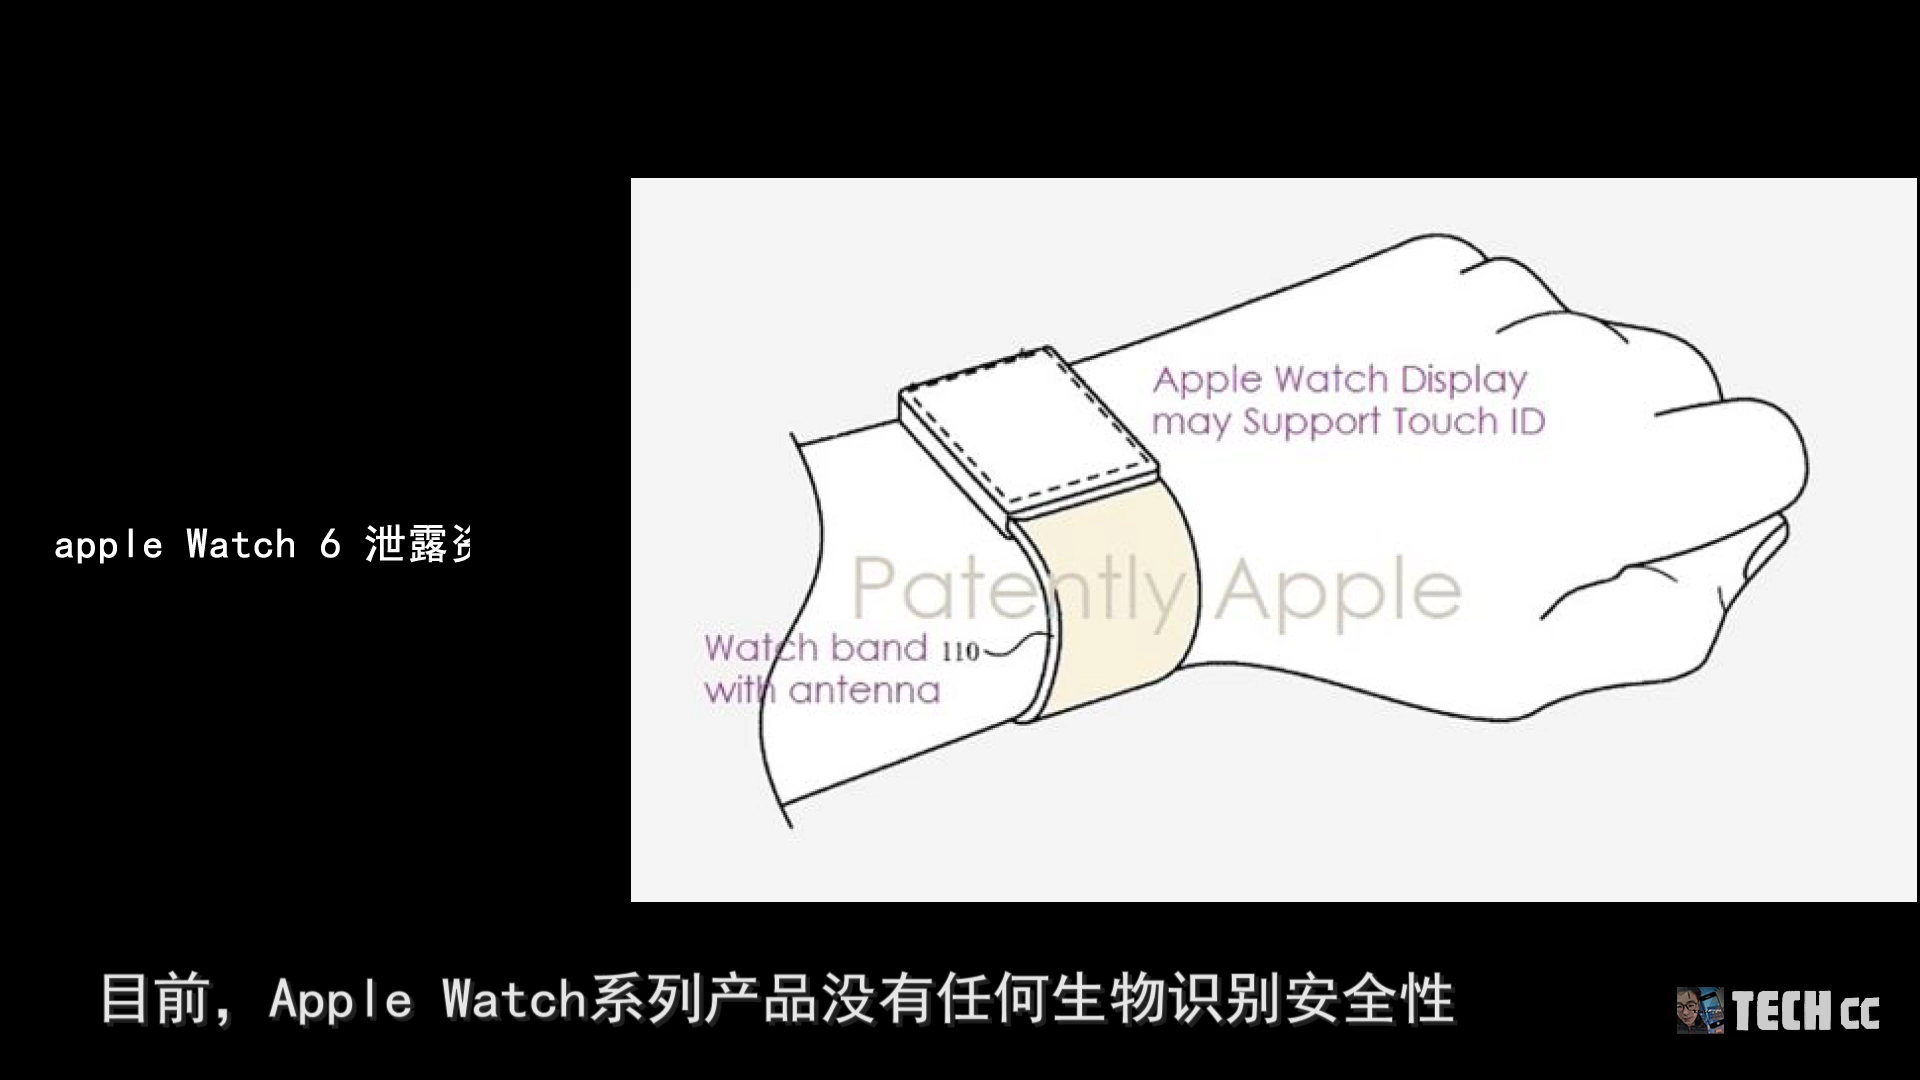 Apple Watch Display
may Support Touch ID
apple Watch 6 泄露
Patently Apple
Watch band 110
with antenna
目前，Apple Watch系列产品没有任何生物识别安全性
TECH cc